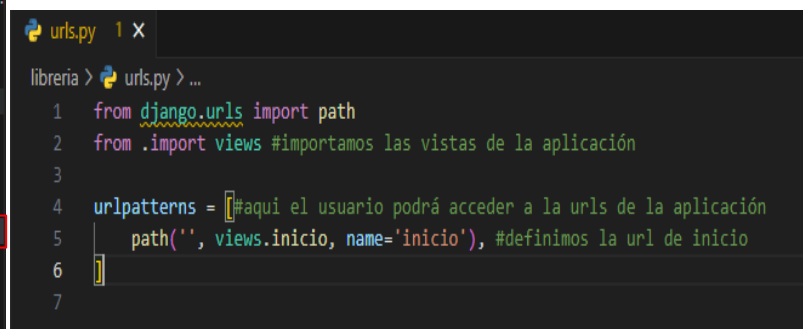 urls.py 1 X
libreria > urls.py > ...
1 from django.urls import path
2 from .import views #importamos las vistas de la aplicación
3
4 urlpatterns = [#aqui el usuario podrá acceder a la urls de la aplicación
5 path('', views.inicio, name='inicio'), #definimos la url de inicio
6 ]
7